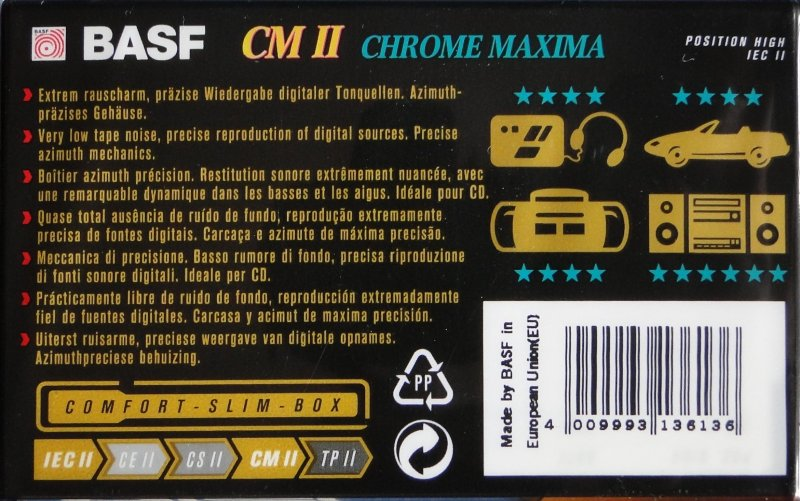 BASF
BASF CM II CHROME MAXIMA
POSITION HIGH
IEC II
Extrem rauscharm, präzise Wiedergabe digitaler Tonquellen. Azimuth-
präzises Gehäuse.
Very low tape noise, precise reproduction of digital sources. Precise
azimuth mechanics.
Boîtier azimuth précision. Restitution sonore extrêmement nuancée, avec
une remarquable dynamique dans les basses et les aigus. Idéale pour CD.
Quase total ausência de ruído de fundo, reprodução extremamente
precisa de fontes digitais. Carcaça e azimute de máxima precisão.
Meccanica di precisione. Basso rumore di fondo, precisa riproduzione
di fonti sonore digitali. Ideale per CD.
Prácticamente libre de ruido de fondo, reproducción extremadamente
fiel de fuentes digitales. Carcasa y acimut de maxima precisión.
Uiterst ruisarme, preciese weergave van digitale opnames.
Azimuthpreciese behuizing.
COMFORT-SLIM-BOX
IEC II CE II CS II CM II TP II
PP
Made by BASF in
European Union(EU)
4 009993 136136